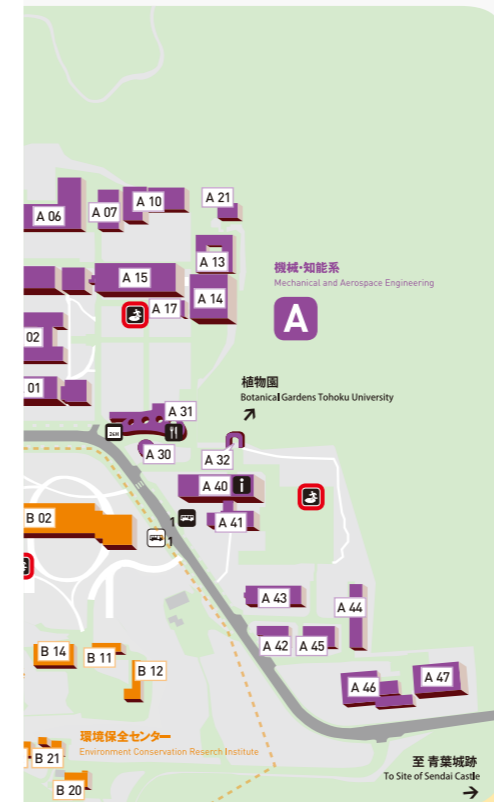 A 06
A 07
A 10
A 21
A 13
A 15
A 14
A 17
機械・知能系
Mechanical and Aerospace Engineering
A
02
01
植物園
Botanical Gardens Tohoku University
A 31
24H
A 30
A 32
A 40
i
B 02
1
A 41
1
A 43
A 44
A 42
A 45
B 14
B 11
B 12
A 46
A 47
環境保全センター
Environment Conservation Reserch Institute
B 21
B 20
至 青葉城跡
To Site of Sendai Castle